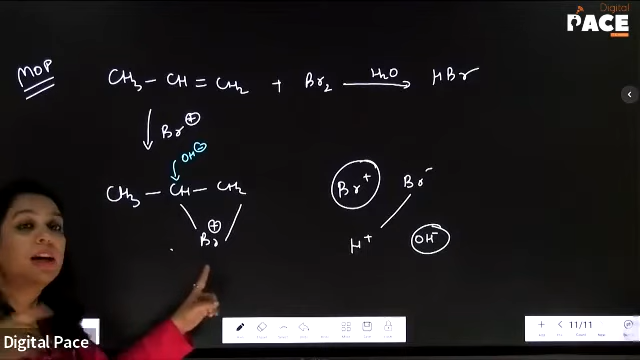 Digital
PACE
MOP
CH3 − CH = CH2 + Br2 ⟶ H2O HBr
Br⊕
OH⊖
CH3 − CH − CH2
Br⊕
Br+ Br−
H+ OH−
11/11
Digital Pace